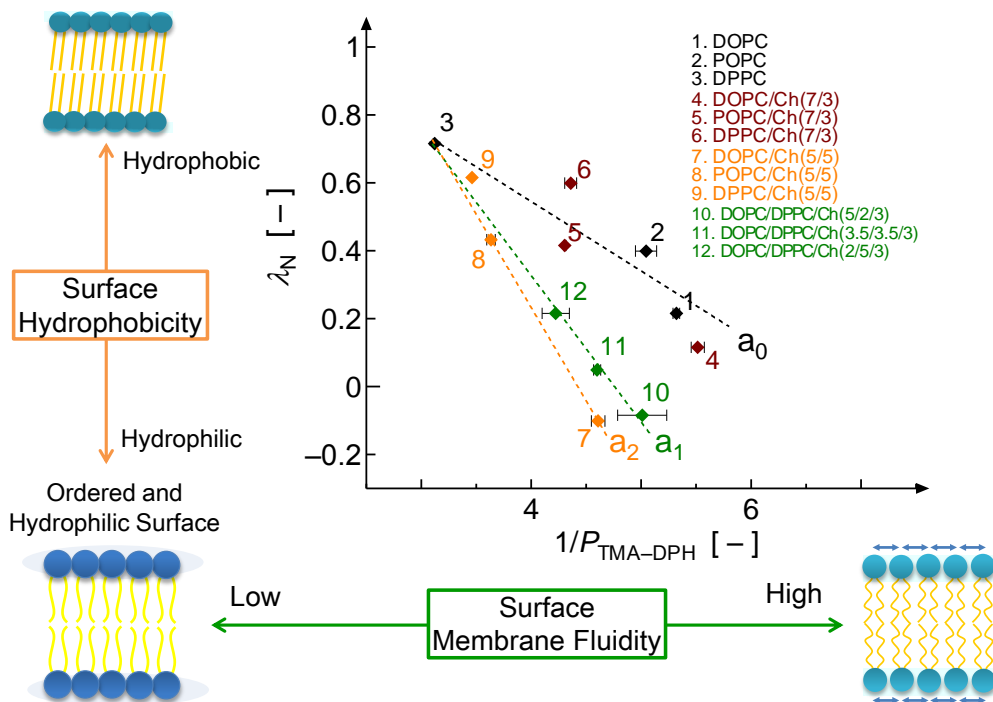 Hydrophobic
Surface
Hydrophobicity
Hydrophilic
Ordered and
Hydrophilic Surface
λN [ – ]
1
0.8
0.6
0.4
0.2
0
–0.2
3
9
6
5
2
8
12
1
a0
11
4
10
7
a2
a1
1. DOPC
2. POPC
3. DPPC
4. DOPC/Ch(7/3)
5. POPC/Ch(7/3)
6. DPPC/Ch(7/3)
7. DOPC/Ch(5/5)
8. POPC/Ch(5/5)
9. DPPC/Ch(5/5)
10. DOPC/DPPC/Ch(5/2/3)
11. DOPC/DPPC/Ch(3.5/3.5/3)
12. DOPC/DPPC/Ch(2/5/3)
4
6
1/PTMA–DPH [ – ]
Low
Surface
Membrane Fluidity
High